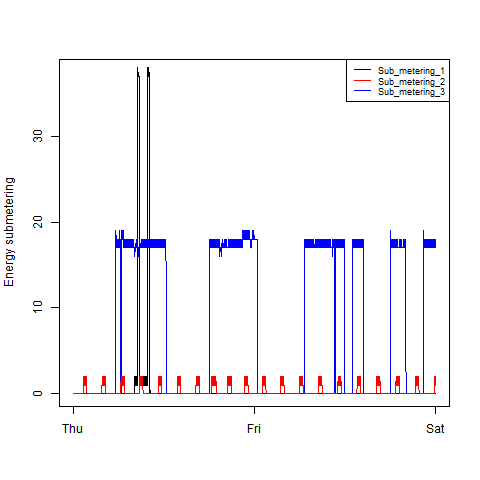 Sub_metering_1
Sub_metering_2
Sub_metering_3
Energy submetering
30
20
10
0
Thu
Fri
Sat